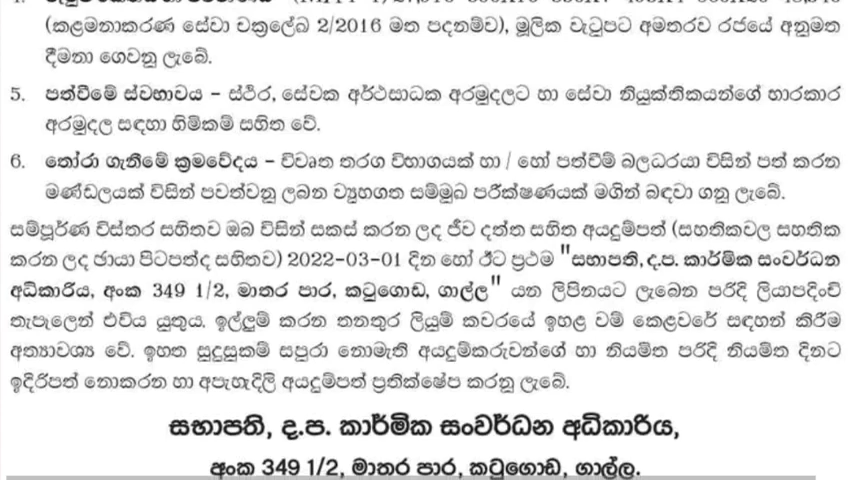 (කළමනාකරණ සේවා චක්‍රලේඛ 2/2016 මත පදනම්ව), මූලික වැටුපට අමතරව රජයේ අනුමත
දීමනා ගෙවනු ලැබේ.
5. පත්වීමේ ස්වභාවය – ස්ථිර, සේවක අර්ථසාධක අරමුදලට හා සේවා නියුක්තිකයන්ගේ භාරකාර
අරමුදල සඳහා හිමිකම් සහිත වේ.
6. තෝරා ගැනීමේ ක්‍රමවේදය – විවෘත තරග විභාගයක් හා / හෝ පත්වීම් බලධරයා විසින් පත් කරන
මණ්ඩලයක් විසින් පවත්වනු ලබන ව්‍යුහගත සම්මුඛ පරීක්ෂණයක් මගින් බඳවා ගනු ලැබේ.
සම්පූර්ණ විස්තර සහිතව ඔබ විසින් සකස් කරන ලද ජීව දත්ත සහිත අයදුම්පත් (සහතිකවල සහතික
කරන ලද ඡායා පිටපත්ද සහිතව) 2022-03-01 දින හෝ ඊට ප්‍රථම "සභාපති, ද.ප. කාර්මික සංවර්ධන
අධිකාරිය, අංක 349 1/2, මාතර පාර, කටුගොඩ, ගාල්ල" යන ලිපිනයට ලැබෙන පරිදි ලියාපදිංචි
තැපෑලෙන් එවිය යුතුය. ඉල්ලුම් කරන තනතුර ලියුම් කවරයේ ඉහළ වම් කෙළවරේ සඳහන් කිරීම
අත්‍යාවශ්‍ය වේ. ඉහත සුදුසුකම් සපුරා නොමැති අයදුම්කරුවන්ගේ හා නියමිත පරිදි නියමිත දිනට
ඉදිරිපත් නොකරන හා අපැහැදිලි අයදුම්පත් ප්‍රතික්ෂේප කරනු ලැබේ.
සභාපති, ද.ප. කාර්මික සංවර්ධන අධිකාරිය,
අංක 349 1/2, මාතර පාර, කටුගොඩ, ගාල්ල.